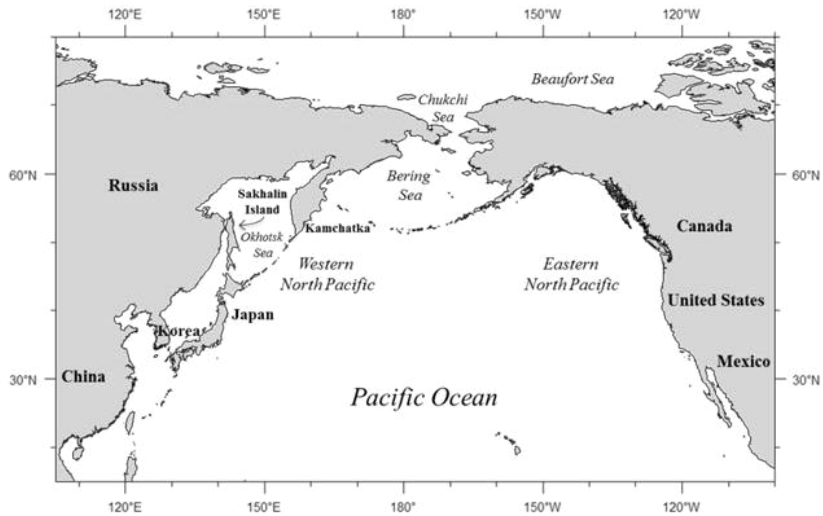 120°E 150°E 180° 150°W 120°W
Beaufort Sea
Chukchi
Sea
60°N 60°N
Russia
Bering
Sea
Sakhalin
Island
Kamchatka
Canada
Okhotsk
Sea
Western
North Pacific
Eastern
North Pacific
United States
Japan
Korea
Mexico
China
30°N 30°N
Pacific Ocean
120°E 150°E 180° 150°W 120°W